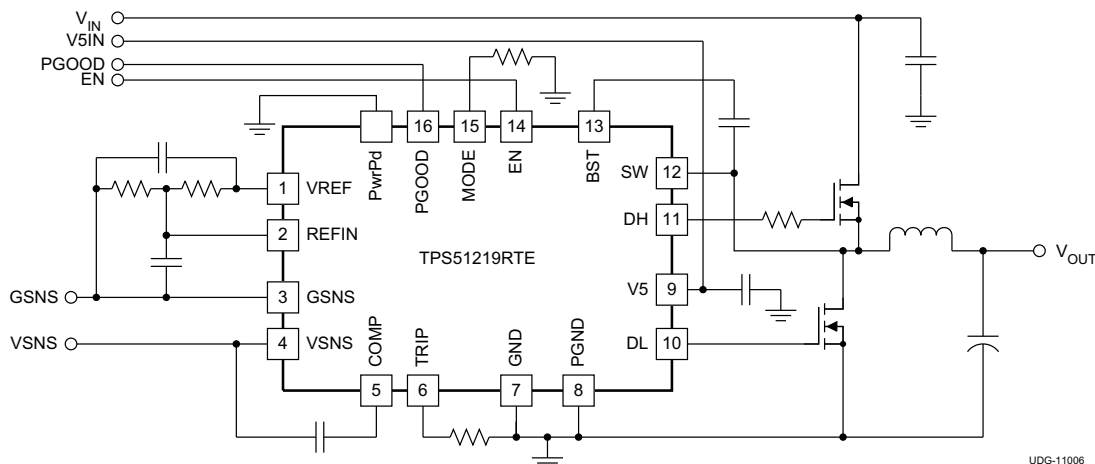 V_IN
V5IN
PGOOD
EN
16
15
14
13
PwrPd
PGOOD
MODE
EN
BST
1 VREF
2 REFIN
3 GSNS
4 VSNS
GSNS
VSNS
TPS51219RTE
SW 12
DH 11
V5 9
DL 10
V_OUT
COMP
TRIP
GND
PGND
5
6
7
8
UDG-11006